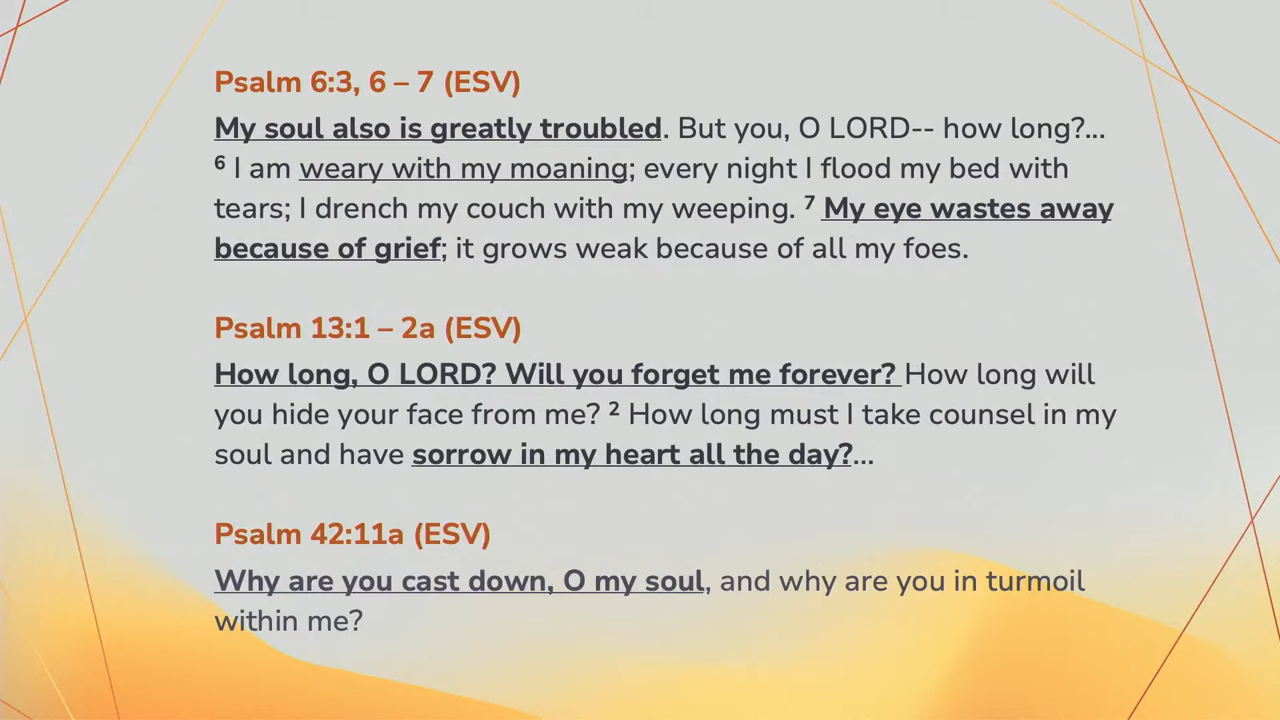 Psalm 6:3, 6 – 7 (ESV)
My soul also is greatly troubled. But you, O LORD-- how long?...
⁶ I am weary with my moaning; every night I flood my bed with
tears; I drench my couch with my weeping. ⁷ My eye wastes away
because of grief; it grows weak because of all my foes.
Psalm 13:1 – 2a (ESV)
How long, O LORD? Will you forget me forever? How long will
you hide your face from me? ² How long must I take counsel in my
soul and have sorrow in my heart all the day?...
Psalm 42:11a (ESV)
Why are you cast down, O my soul, and why are you in turmoil
within me?